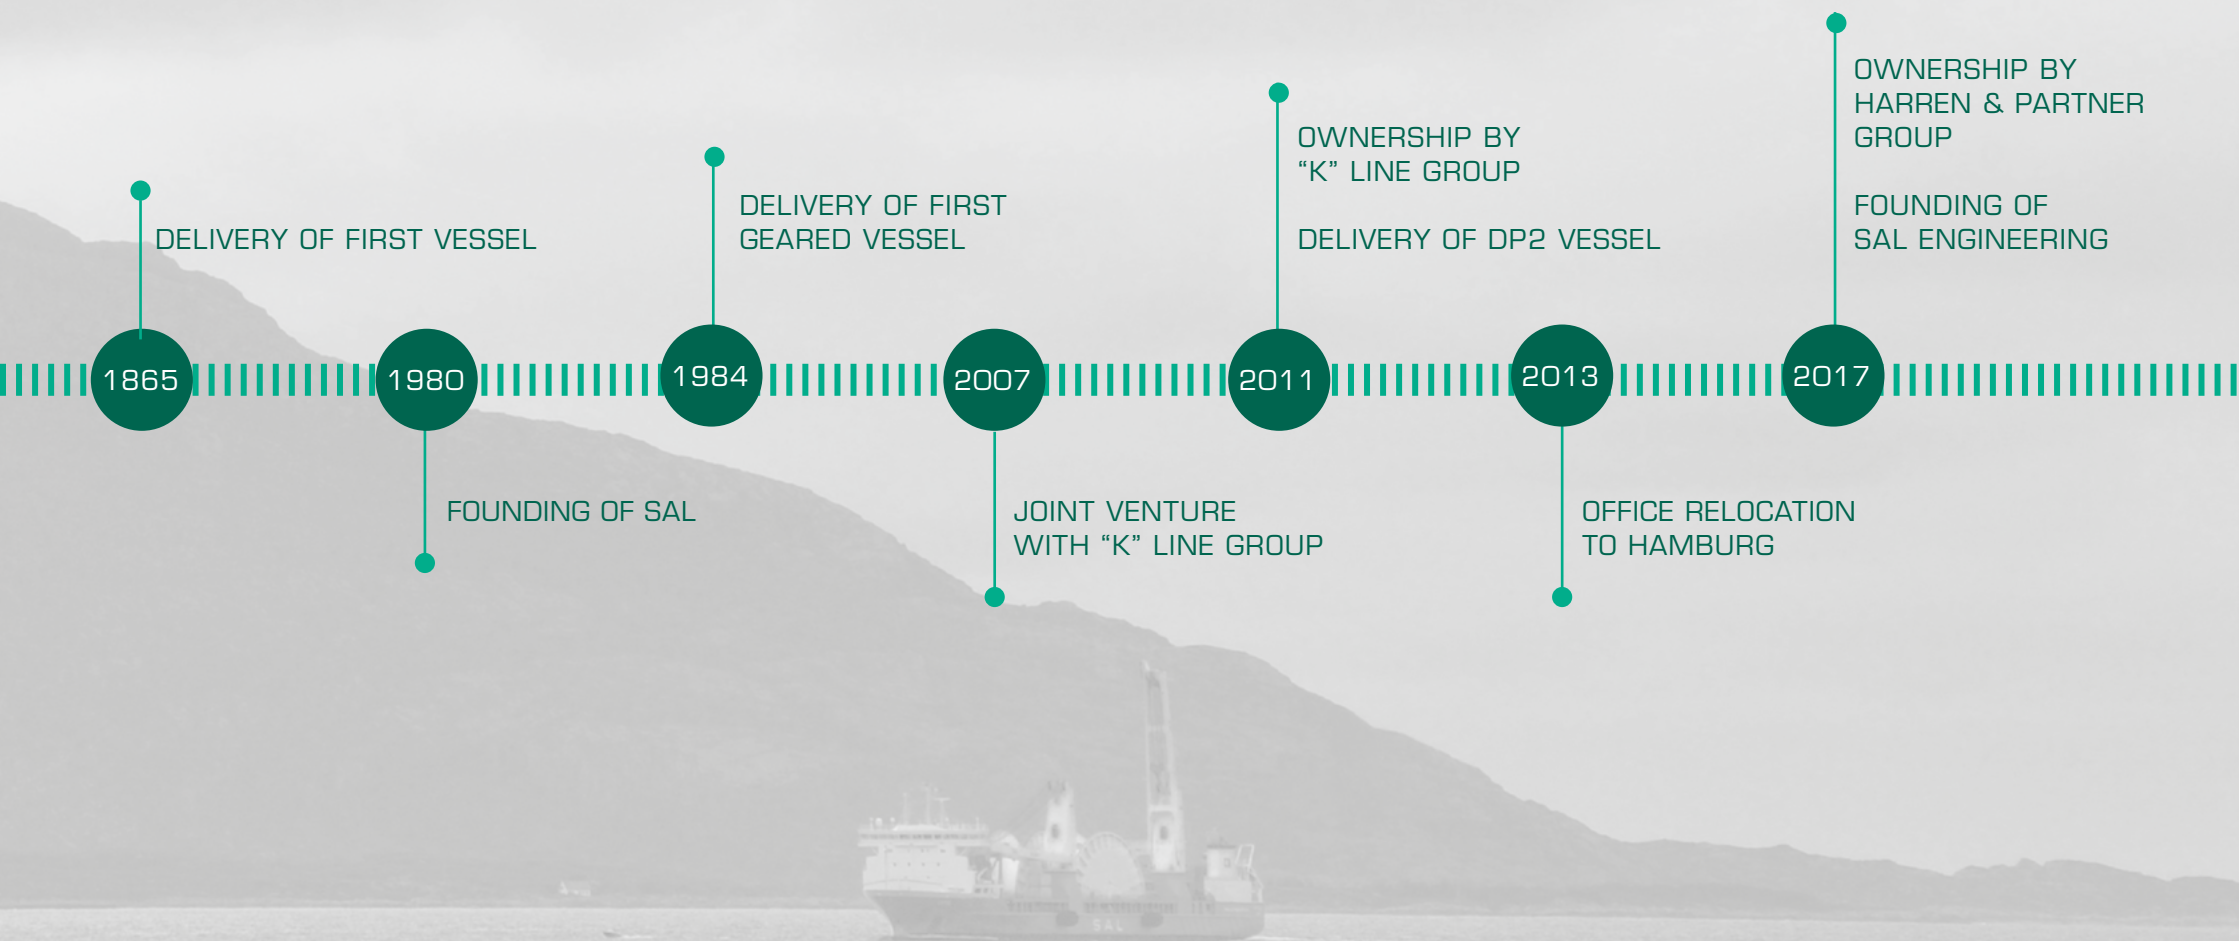 1865
DELIVERY OF FIRST VESSEL
1980
FOUNDING OF SAL
1984
DELIVERY OF FIRST
GEARED VESSEL
2007
JOINT VENTURE
WITH “K” LINE GROUP
2011
OWNERSHIP BY
“K” LINE GROUP
DELIVERY OF DP2 VESSEL
2013
OFFICE RELOCATION
TO HAMBURG
2017
OWNERSHIP BY
HARREN & PARTNER
GROUP
FOUNDING OF
SAL ENGINEERING
SAL